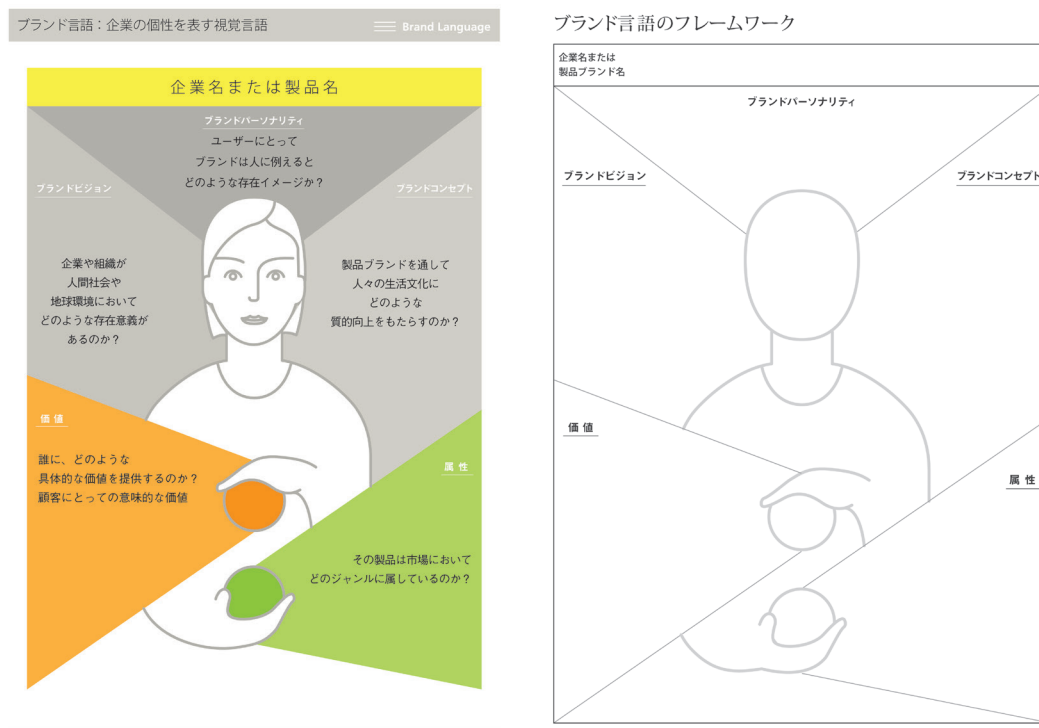 ブランド言語：企業の個性を表す視覚言語
Brand Language
企業名または製品名
ブランドパーソナリティ
ユーザーにとって
ブランドは人に例えると
どのような存在イメージか？
ブランドビジョン
ブランドコンセプト
企業や組織が
人間社会や
地球環境において
どのような存在意義が
あるのか？
製品ブランドを通して
人々の生活文化に
どのような
質的向上をもたらすのか？
価値
誰に、どのような
具体的な価値を提供するのか？
顧客にとっての意味的な価値
属性
その製品は市場において
どのジャンルに属しているのか？
ブランド言語のフレームワーク
企業名または
製品ブランド名
ブランドパーソナリティ
ブランドビジョン
ブランドコンセプト
価値
属性